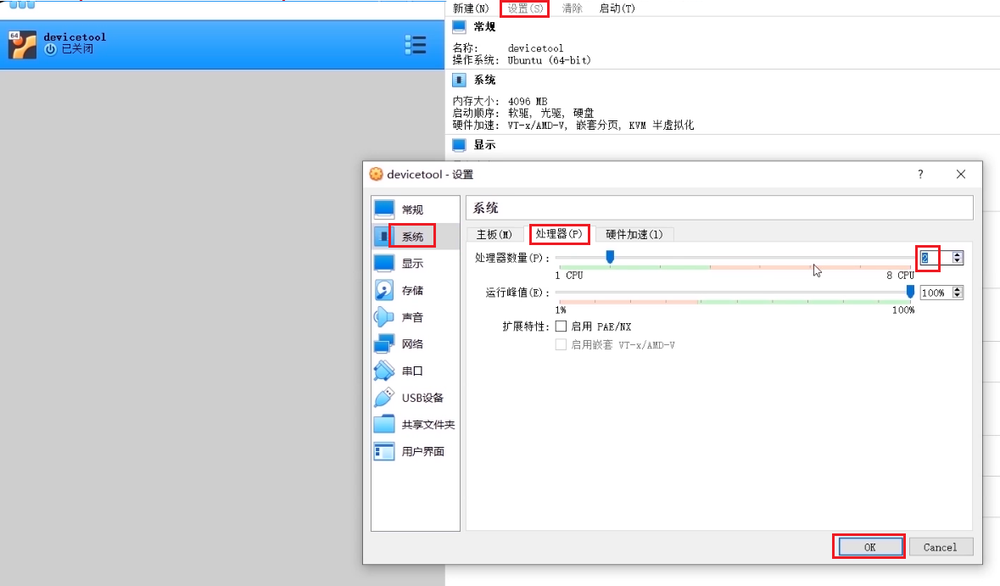 新建(N) 设置(S) 清除 启动(T)
64
devicetool
已关闭
常规
名称: devicetool
操作系统: Ubuntu (64-bit)
系统
内存大小: 4096 MB
启动顺序: 软驱, 光驱, 硬盘
硬件加速: VT-x/AMD-V, 嵌套分页, KVM 半虚拟化
显示
devicetool - 设置
?
常规
系统
显示
存储
声音
网络
串口
USB设备
共享文件夹
用户界面
系统
主板(M) 处理器(P) 硬件加速(l)
处理器数量(P): 2
1 CPU 8 CPU
运行峰值(E): 100%
1% 100%
扩展特性: 启用 PAE/NX
启用嵌套 VT-x/AMD-V
OK Cancel